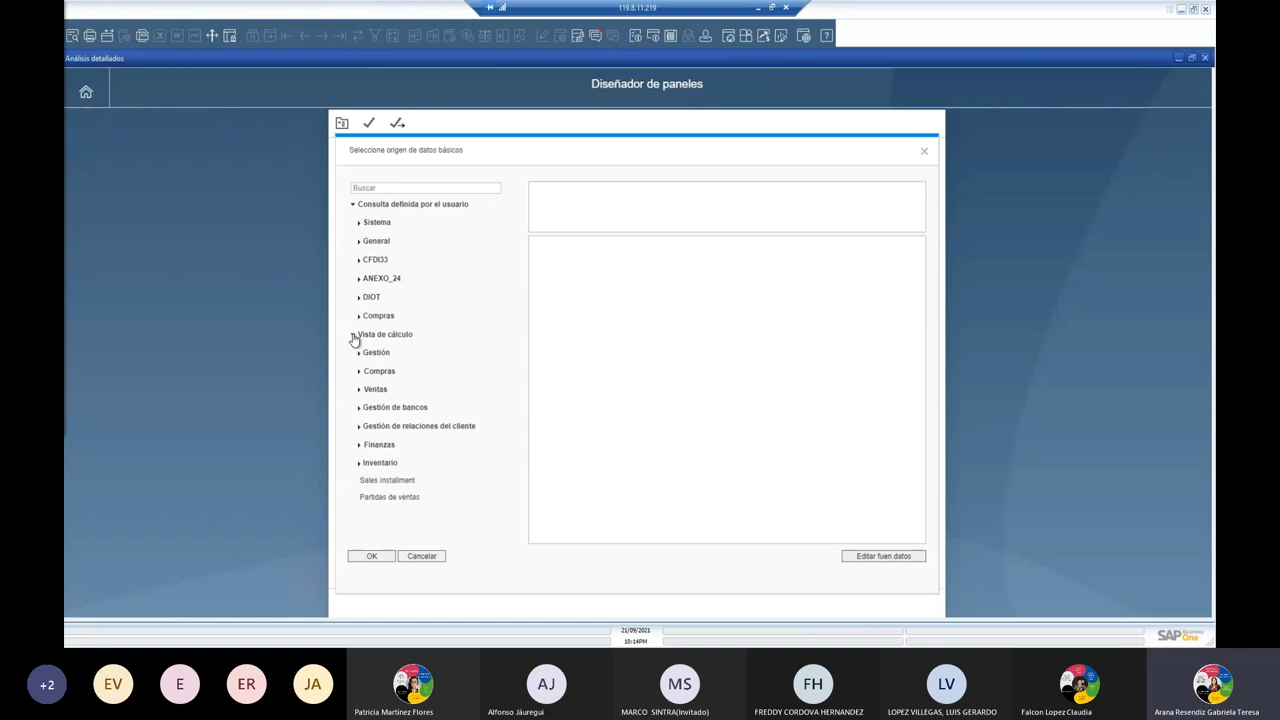 119.8.11.219
Análisis detallados
Diseñador de paneles
Seleccione origen de datos básicos
Buscar
Consulta definida por el usuario
Sistema
General
CFDI33
ANEXO_24
DIOT
Compras
Vista de cálculo
Gestión
Compras
Ventas
Gestión de bancos
Gestión de relaciones del cliente
Finanzas
Inventario
Sales installment
Partidas de ventas
OK
Cancelar
Editar fuen.datos
21/09/2021
10:14PM
SAP Business One
+2
EV
E
ER
JA
AJ
MS
FH
LV
Patricia Martinez Flores
Alfonso Jáuregui
MARCO SINTRA(Invitado)
FREDDY CORDOVA HERNANDEZ
LOPEZ VILLEGAS, LUIS GERARDO
Falcon Lopez Claudia
Arana Resendiz Gabriela Teresa